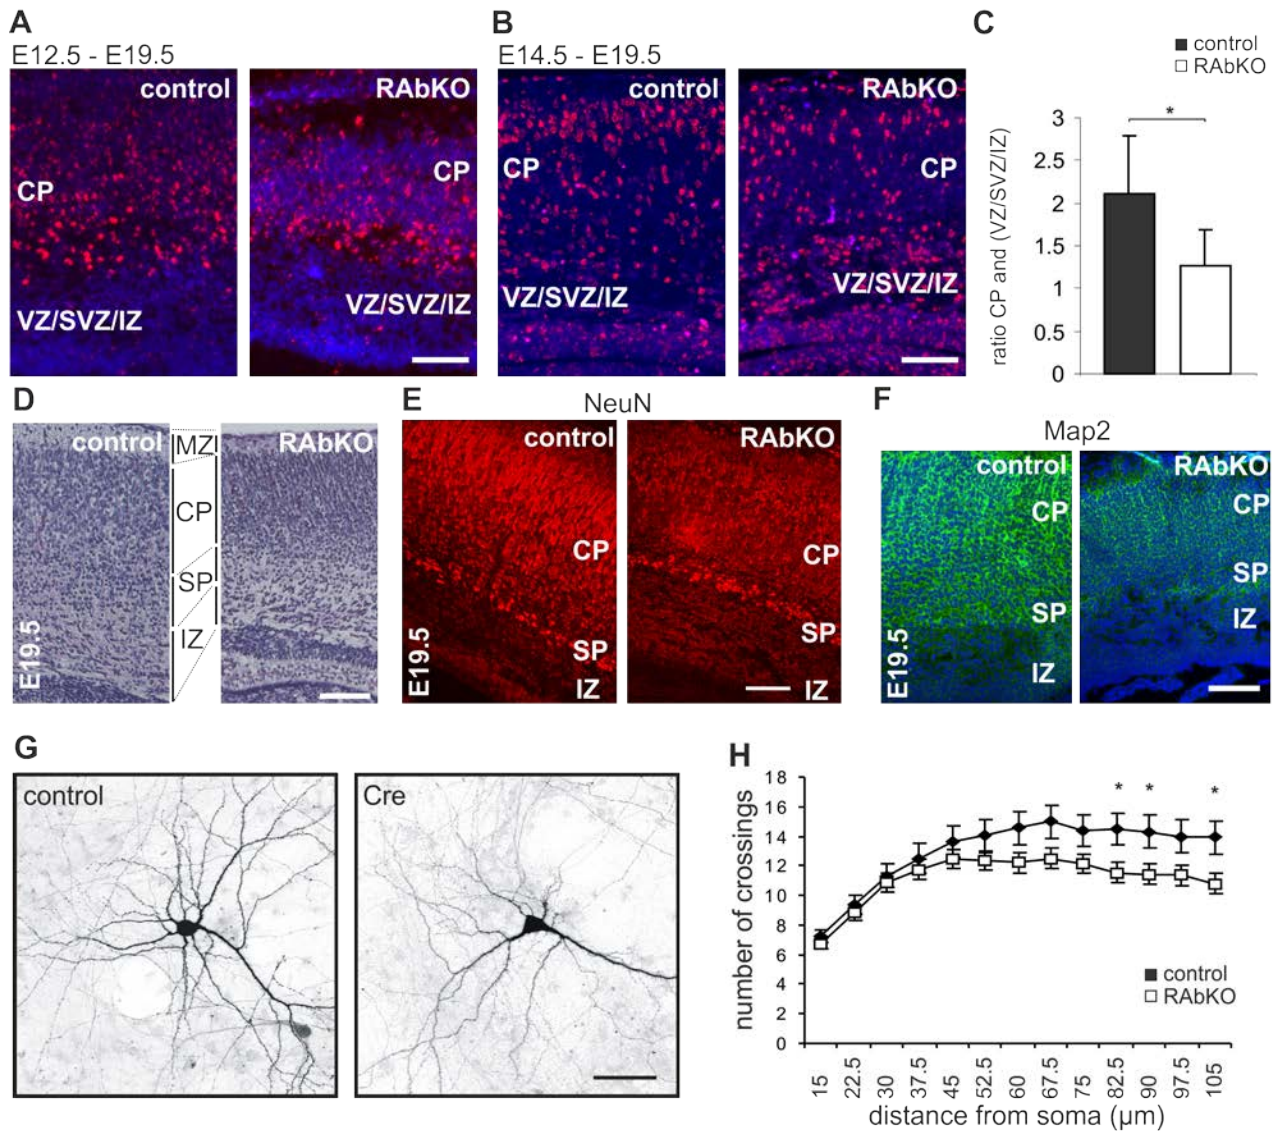 A
E12.5 - E19.5
control
RAbKO
CP
CP
VZ/SVZ/IZ
VZ/SVZ/IZ
B
E14.5 - E19.5
control
RAbKO
CP
CP
VZ/SVZ/IZ
VZ/SVZ/IZ
C
control
RAbKO
ratio CP and (VZ/SVZ/IZ)
3
2.5
2
1.5
1
0.5
0
*
D
control
RAbKO
MZ
CP
SP
IZ
E19.5
E
NeuN
control
RAbKO
CP
CP
SP
SP
IZ
IZ
E19.5
F
Map2
control
RAbKO
CP
CP
SP
SP
IZ
IZ
E19.5
G
control
Cre
H
number of crossings
18
16
14
12
10
8
6
4
2
0
* * *
control
RAbKO
15 22.5 30 37.5 45 52.5 60 67.5 75 82.5 90 97.5 105
distance from soma (µm)